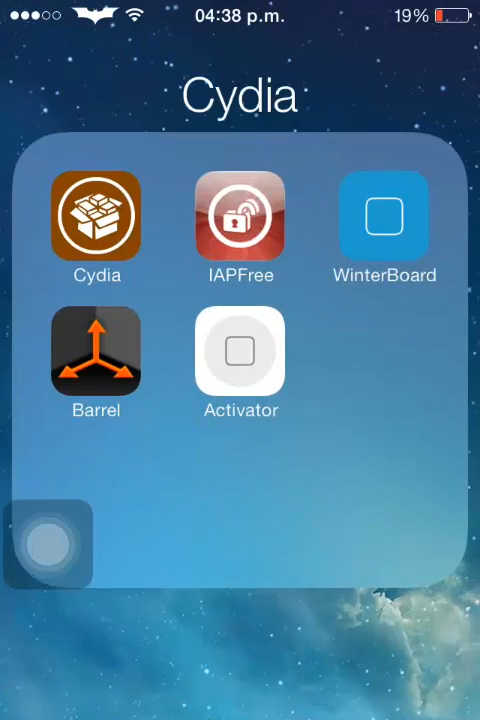 04:38 p.m. 19%
Cydia
Cydia IAPFree WinterBoard
Barrel Activator